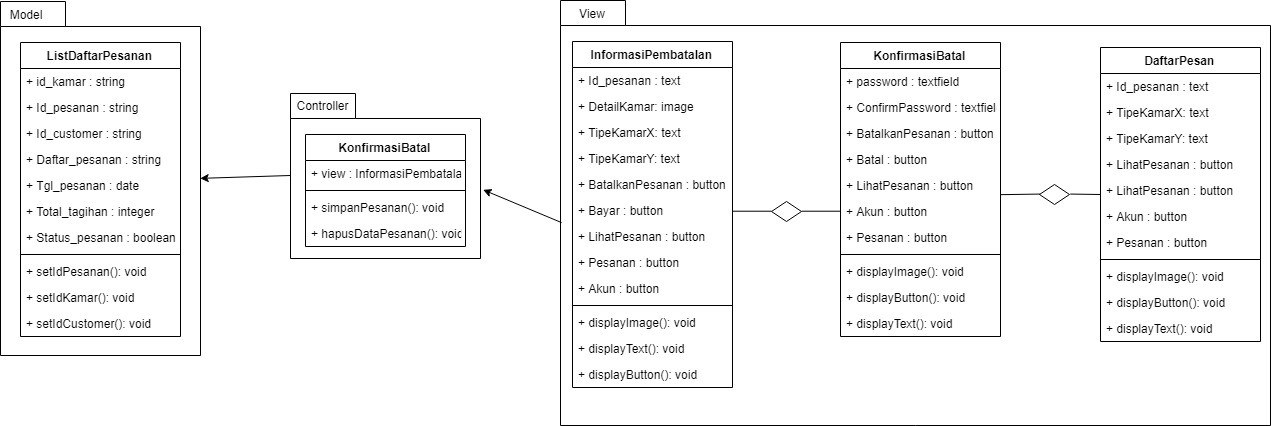 Model
ListDaftarPesanan
+ id_kamar : string
+ Id_pesanan : string
+ Id_customer : string
+ Daftar_pesanan : string
+ Tgl_pesanan : date
+ Total_tagihan : integer
+ Status_pesanan : boolean
+ setIdPesanan(): void
+ setIdKamar(): void
+ setIdCustomer(): void
Controller
KonfirmasiBatal
+ view : InformasiPembatala
+ simpanPesanan(): void
+ hapusDataPesanan(): void
View
InformasiPembatalan
+ Id_pesanan : text
+ DetailKamar: image
+ TipeKamarX: text
+ TipeKamarY: text
+ BatalkanPesanan : button
+ Bayar : button
+ LihatPesanan : button
+ Pesanan : button
+ Akun : button
+ displayImage(): void
+ displayText(): void
+ displayButton(): void
KonfirmasiBatal
+ password : textfield
+ ConfirmPassword : textfiel
+ BatalkanPesanan : button
+ Batal : button
+ LihatPesanan : button
+ Akun : button
+ Pesanan : button
+ displayImage(): void
+ displayButton(): void
+ displayText(): void
DaftarPesan
+ Id_pesanan : text
+ TipeKamarX: text
+ TipeKamarY: text
+ LihatPesanan : button
+ LihatPesanan : button
+ Akun : button
+ Pesanan : button
+ displayImage(): void
+ displayButton(): void
+ displayText(): void